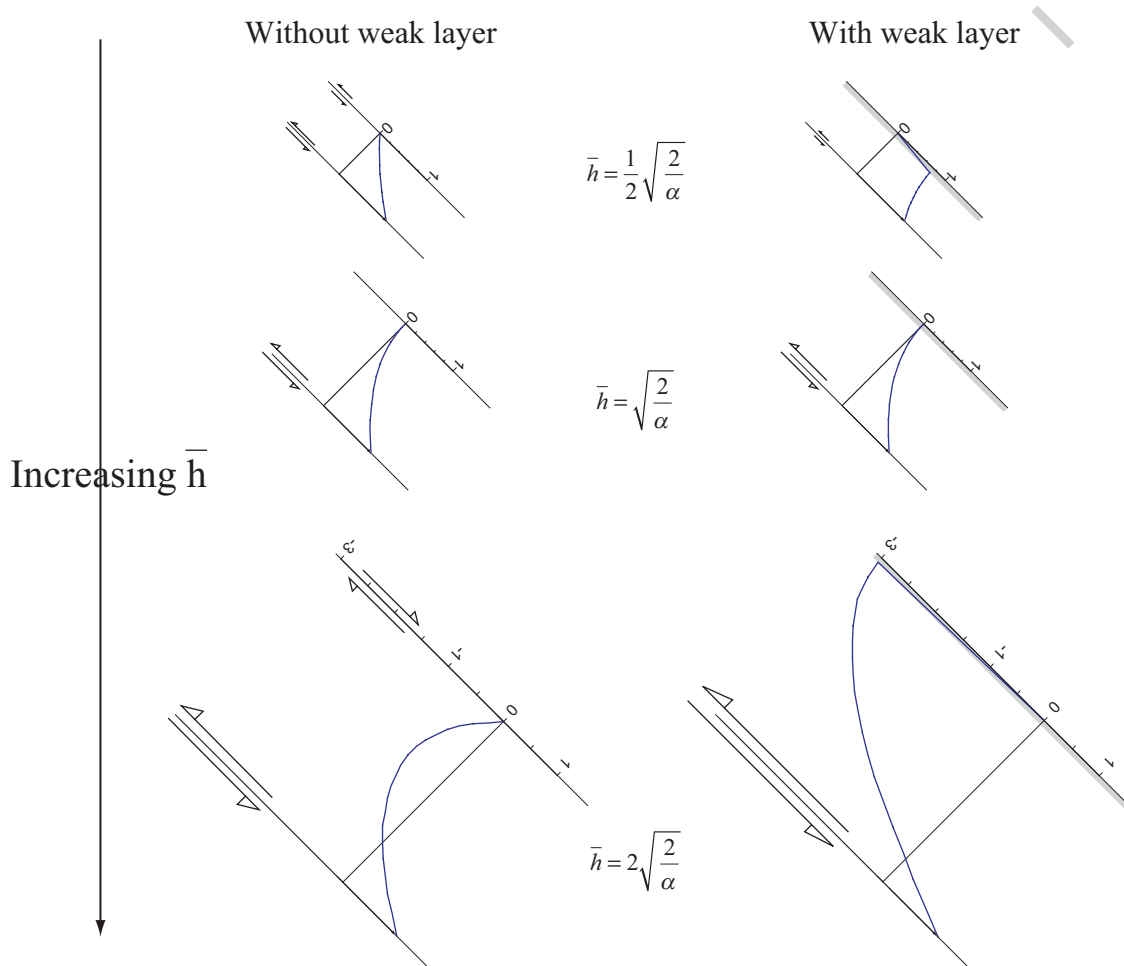 Without weak layer
With weak layer
0
1
h̄ = 1/2 √(2/α)
0
1
0
1
h̄ = √(2/α)
0
1
Increasing h̄
-3
-1
0
1
h̄ = 2√(2/α)
-3
-1
0
1